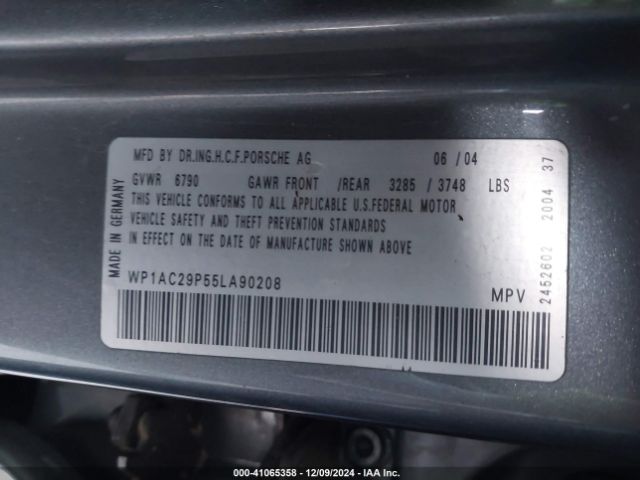 MFD BY DR.ING.H.C.F.PORSCHE AG 06 / 04
GVWR 6790 GAWR FRONT /REAR 3285 / 3748 LBS
THIS VEHICLE CONFORMS TO ALL APPLICABLE U.S.FEDERAL MOTOR
VEHICLE SAFETY AND THEFT PREVENTION STANDARDS
IN EFFECT ON THE DATE OF MANUFACTURE SHOWN ABOVE
WP1AC29P55LA90208
MPV
MADE IN GERMANY
2452602 2004 37
000-41065358 - 12/09/2024 - IAA Inc.